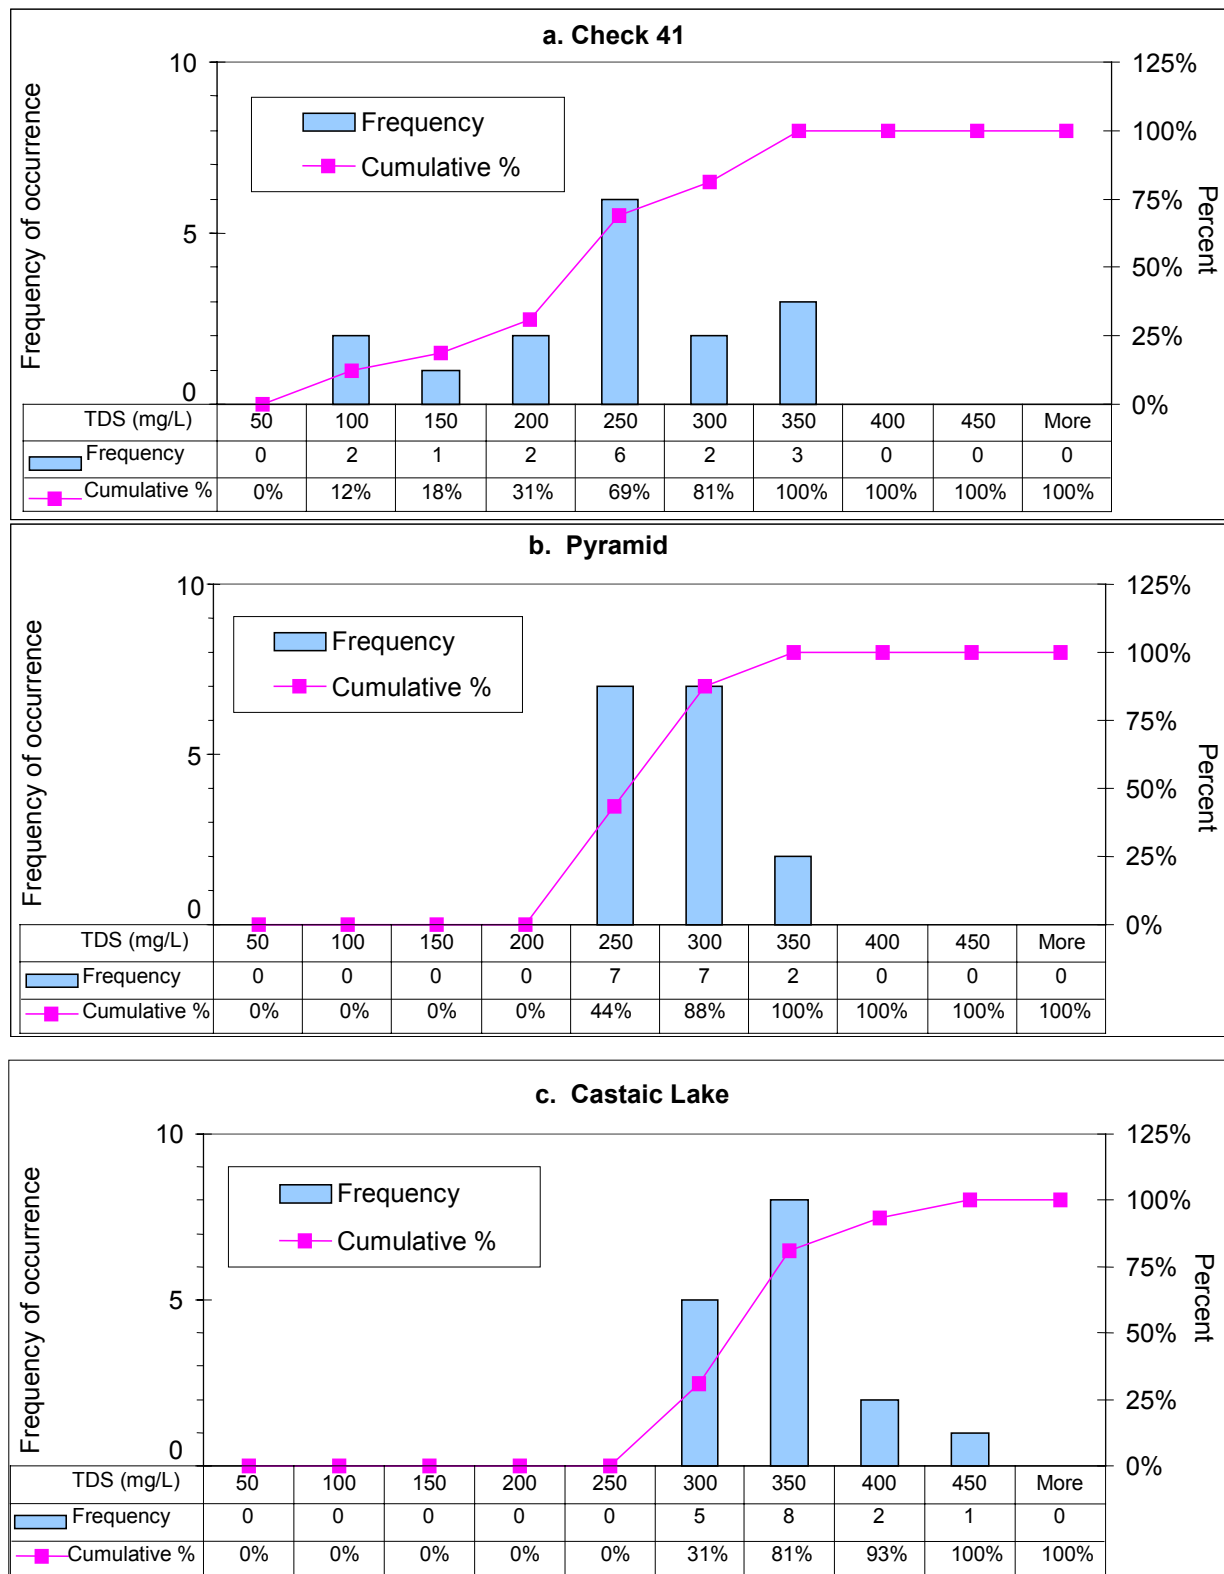 a. Check 41
10
125%
Frequency
100%
Cumulative %
75%
5
50%
25%
0
0%
Frequency of occurrence
Percent
TDS (mg/L) 50 100 150 200 250 300 350 400 450 More
Frequency 0 2 1 2 6 2 3 0 0 0
Cumulative % 0% 12% 18% 31% 69% 81% 100% 100% 100% 100%
b. Pyramid
10
125%
Frequency
100%
Cumulative %
75%
5
50%
25%
0
0%
Frequency of occurrence
Percent
TDS (mg/L) 50 100 150 200 250 300 350 400 450 More
Frequency 0 0 0 0 7 7 2 0 0 0
Cumulative % 0% 0% 0% 0% 44% 88% 100% 100% 100% 100%
c. Castaic Lake
10
125%
Frequency
100%
Cumulative %
75%
5
50%
25%
0
0%
Frequency of occurrence
Percent
TDS (mg/L) 50 100 150 200 250 300 350 400 450 More
Frequency 0 0 0 0 0 5 8 2 1 0
Cumulative % 0% 0% 0% 0% 0% 31% 81% 93% 100% 100%